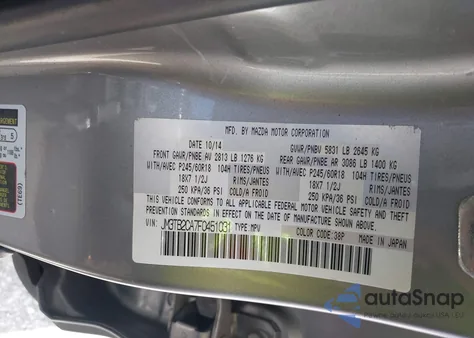 MFD. BY MAZDA MOTOR CORPORATION
10/14 GVWR/PNBV 5831 LB 2645 KG
FRONT GAWR/PNBE AV 2813 LB 1276 KG REAR GAWR/PNBE AR 3086 LB 1400 KG
WITH/AVEC P245/60R18 104H TIRES/PNEUS WITH/AVEC P245/60R18 104H TIRES/PNEUS
18X7 1/2J RIMS/JANTES 18X7 1/2J RIMS/JANTES
250 KPA/36 PSI COLD/A FROID 250 KPA/36 PSI COLD/A FROID
THIS VEHICLE CONFORMS TO ALL APPLICABLE FEDERAL MOTOR VEHICLE SAFETY AND THEFT
PREVENTION STANDARDS IN EFFECT ON THE DATE OF MANUFACTURE SHOWN ABOVE.
VIN: JM3TB2CA7F0451031 TYPE: MPV
COLOR CODE: 38P MADE IN JAPAN
5
(TE69)
autoSnap